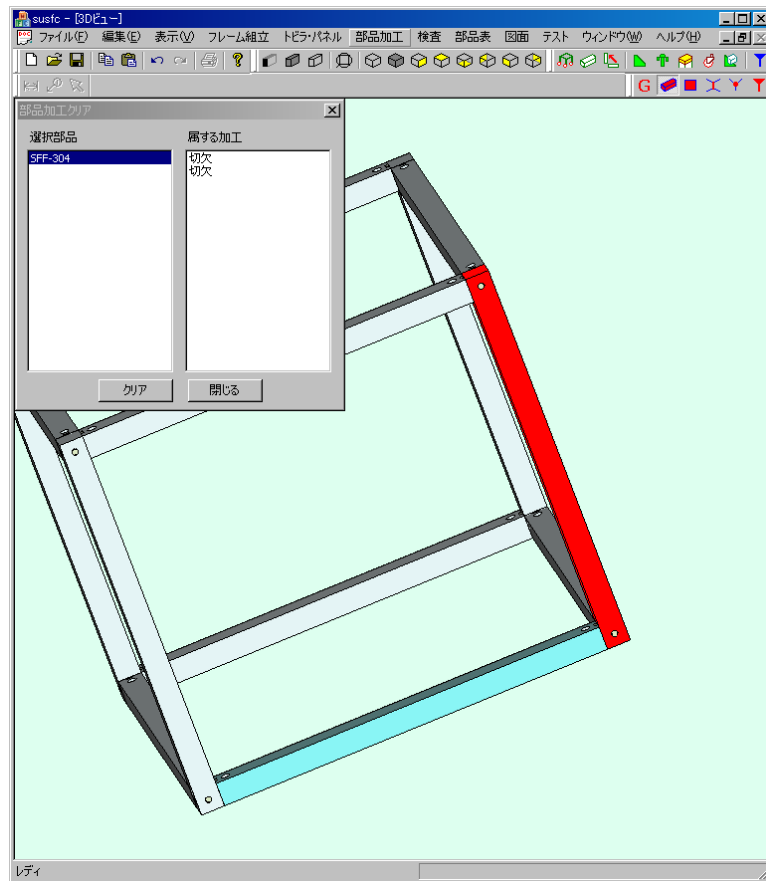 susfc - [3Dビュー]
ファイル(F) 編集(E) 表示(V) フレーム組立 トビラ・パネル 部品加工 検査 部品表 図面 テスト ウィンドウ(W) ヘルプ(H)
G
部品加工クリア
選択部品 属する加工
SFF-304 切欠
切欠
クリア 閉じる
レディ